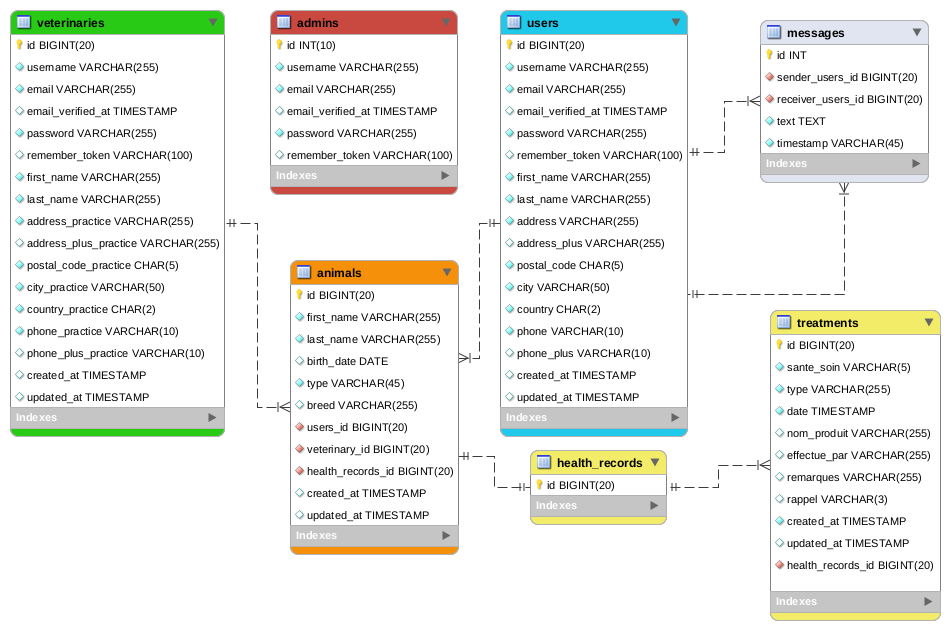 veterinaries
id BIGINT(20)
username VARCHAR(255)
email VARCHAR(255)
email_verified_at TIMESTAMP
password VARCHAR(255)
remember_token VARCHAR(100)
first_name VARCHAR(255)
last_name VARCHAR(255)
address_practice VARCHAR(255)
address_plus_practice VARCHAR(255)
postal_code_practice CHAR(5)
city_practice VARCHAR(50)
country_practice CHAR(2)
phone_practice VARCHAR(10)
phone_plus_practice VARCHAR(10)
created_at TIMESTAMP
updated_at TIMESTAMP
Indexes
admins
id INT(10)
username VARCHAR(255)
email VARCHAR(255)
email_verified_at TIMESTAMP
password VARCHAR(255)
remember_token VARCHAR(100)
Indexes
users
id BIGINT(20)
username VARCHAR(255)
email VARCHAR(255)
email_verified_at TIMESTAMP
password VARCHAR(255)
remember_token VARCHAR(100)
first_name VARCHAR(255)
last_name VARCHAR(255)
address VARCHAR(255)
address_plus VARCHAR(255)
postal_code CHAR(5)
city VARCHAR(50)
country CHAR(2)
phone VARCHAR(10)
phone_plus VARCHAR(10)
created_at TIMESTAMP
updated_at TIMESTAMP
Indexes
messages
id INT
sender_users_id BIGINT(20)
receiver_users_id BIGINT(20)
text TEXT
timestamp VARCHAR(45)
Indexes
animals
id BIGINT(20)
first_name VARCHAR(255)
last_name VARCHAR(255)
birth_date DATE
type VARCHAR(45)
breed VARCHAR(255)
users_id BIGINT(20)
veterinary_id BIGINT(20)
health_records_id BIGINT(20)
created_at TIMESTAMP
updated_at TIMESTAMP
Indexes
health_records
id BIGINT(20)
Indexes
treatments
id BIGINT(20)
sante_soin VARCHAR(5)
type VARCHAR(255)
date TIMESTAMP
nom_produit VARCHAR(255)
effectue_par VARCHAR(255)
remarques VARCHAR(255)
rappel VARCHAR(3)
created_at TIMESTAMP
updated_at TIMESTAMP
health_records_id BIGINT(20)
Indexes